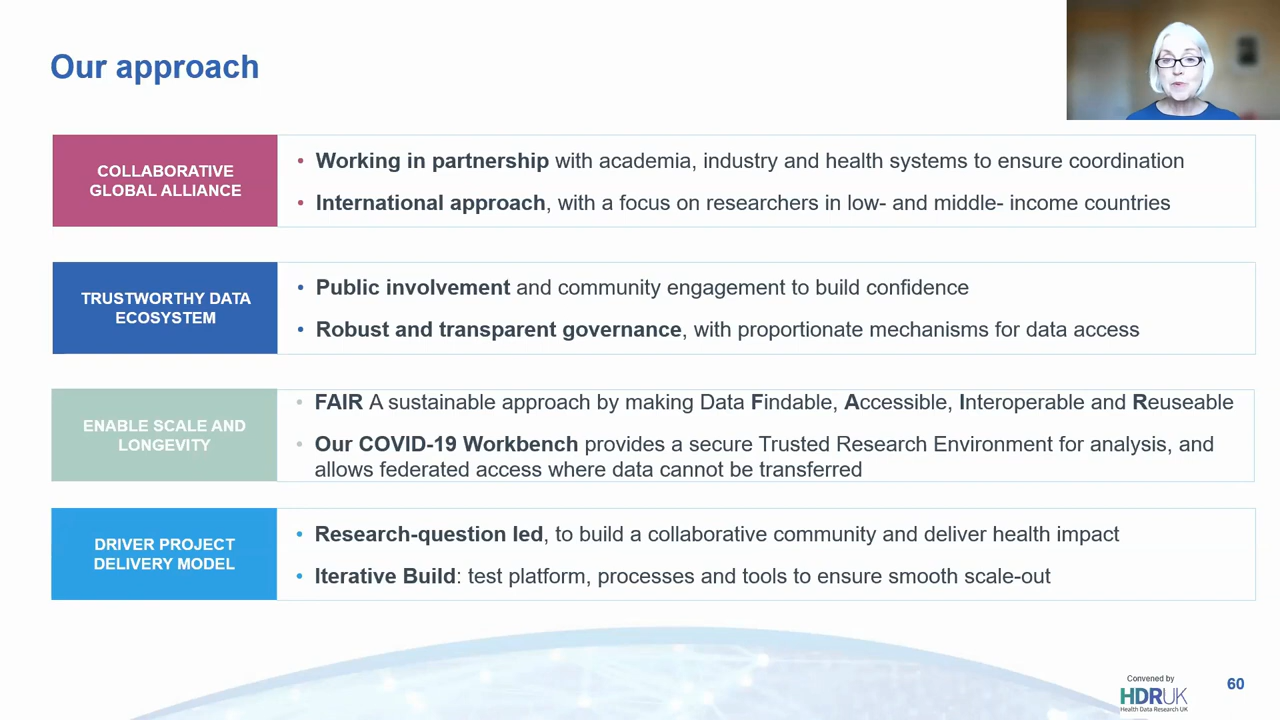 Our approach
COLLABORATIVE
GLOBAL ALLIANCE
• Working in partnership with academia, industry and health systems to ensure coordination
• International approach, with a focus on researchers in low- and middle- income countries
TRUSTWORTHY DATA
ECOSYSTEM
• Public involvement and community engagement to build confidence
• Robust and transparent governance, with proportionate mechanisms for data access
ENABLE SCALE AND
LONGEVITY
• FAIR A sustainable approach by making Data Findable, Accessible, Interoperable and Reuseable
• Our COVID-19 Workbench provides a secure Trusted Research Environment for analysis, and
allows federated access where data cannot be transferred
DRIVER PROJECT
DELIVERY MODEL
• Research-question led, to build a collaborative community and deliver health impact
• Iterative Build: test platform, processes and tools to ensure smooth scale-out
Convened by
HDRUK
Health Data Research UK
60